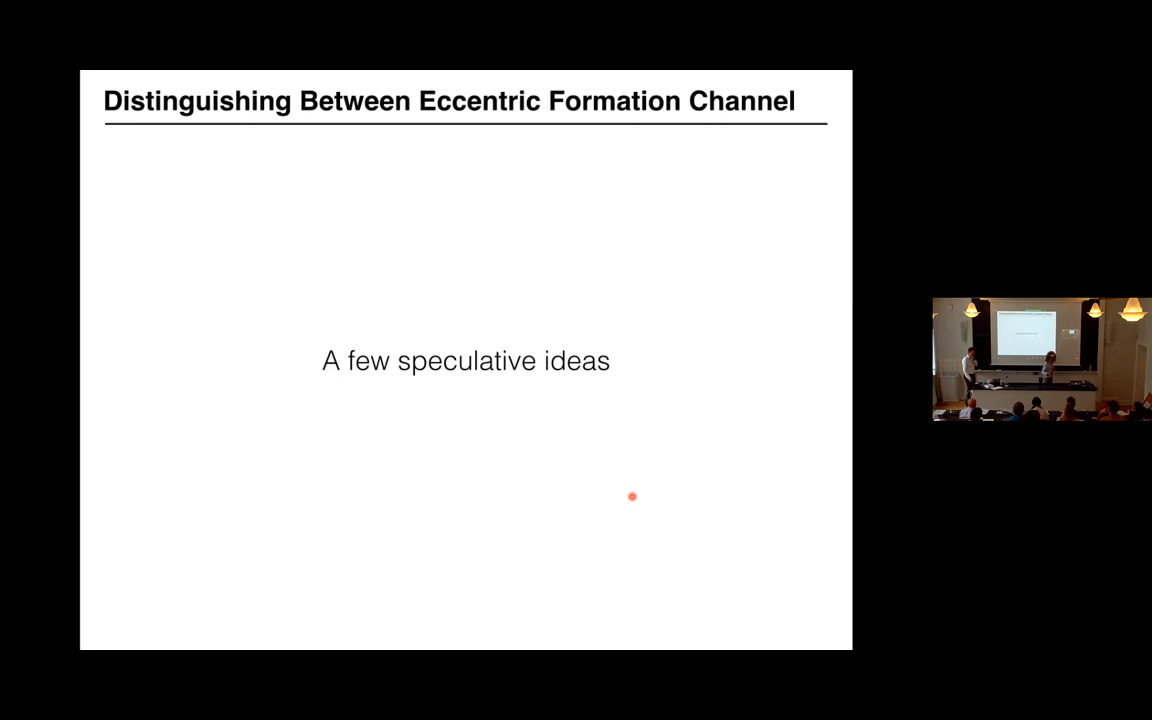 Distinguishing Between Eccentric Formation Channel
A few speculative ideas